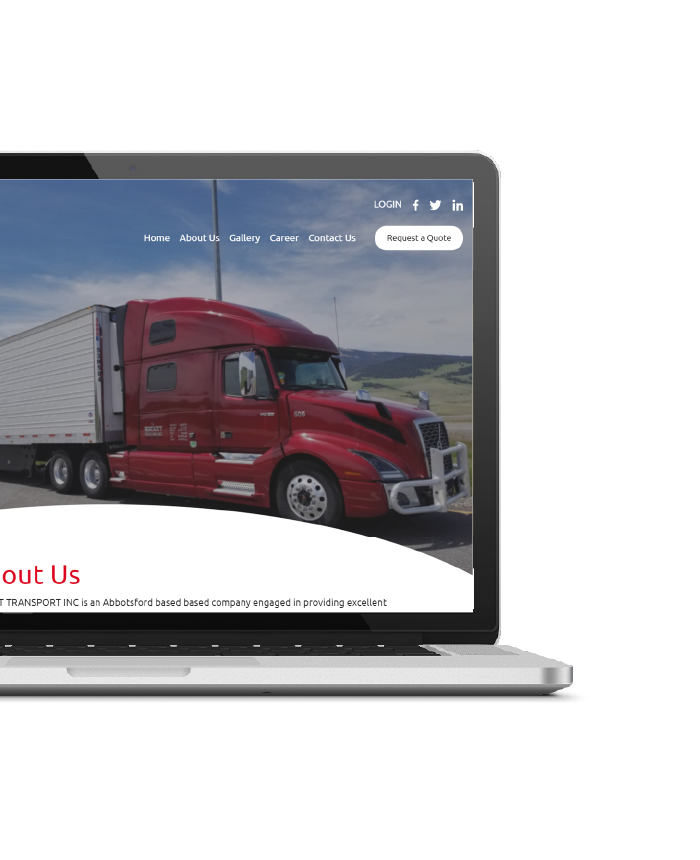 LOGIN
Home About Us Gallery Career Contact Us Request a Quote
508
out Us
T TRANSPORT INC is an Abbotsford based based company engaged in providing excellent